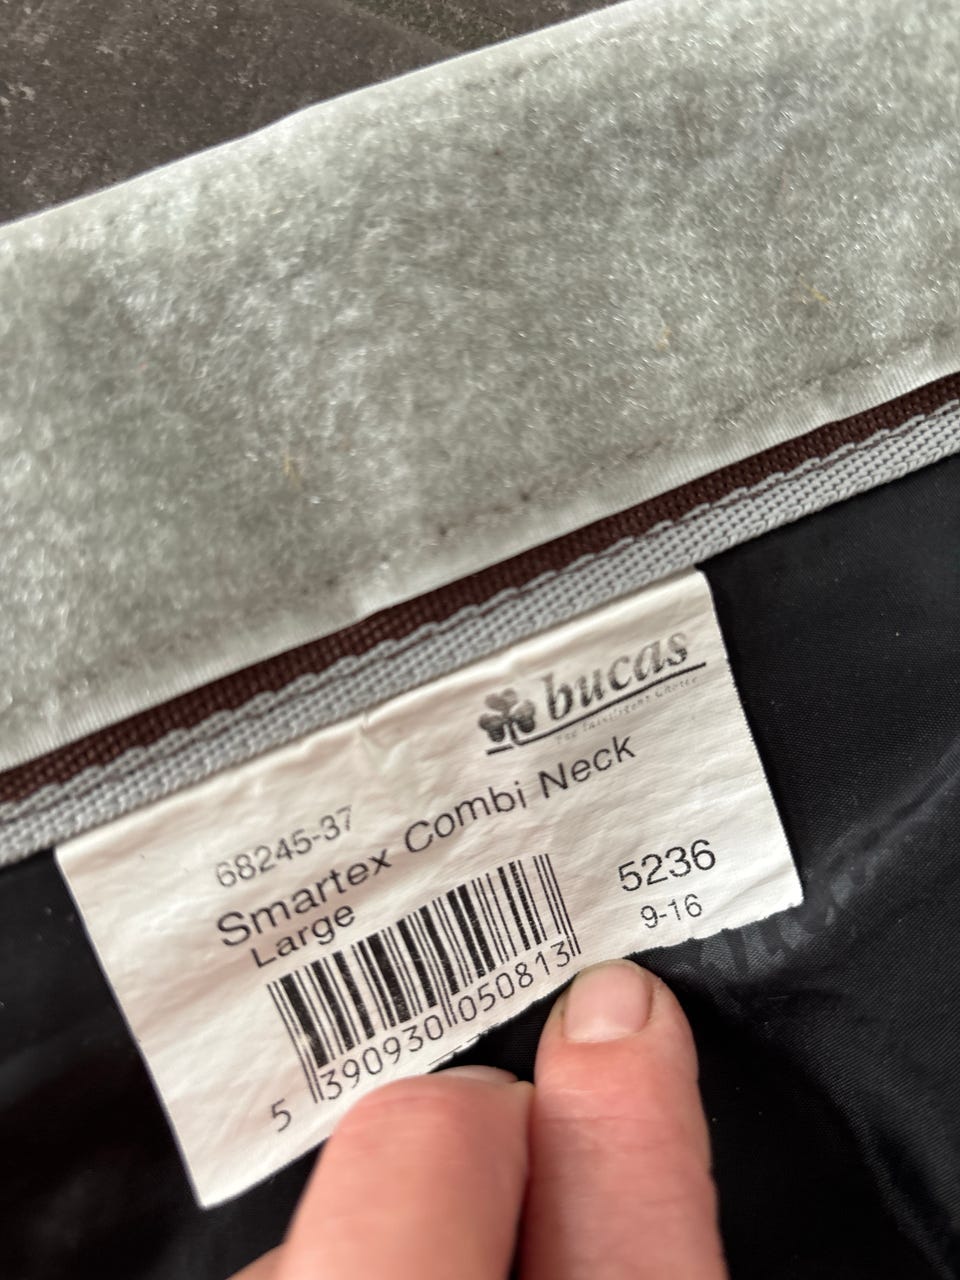 bucas
68245-37
Smartex Combi Neck
Large
5236
9-16
5 390930 050813